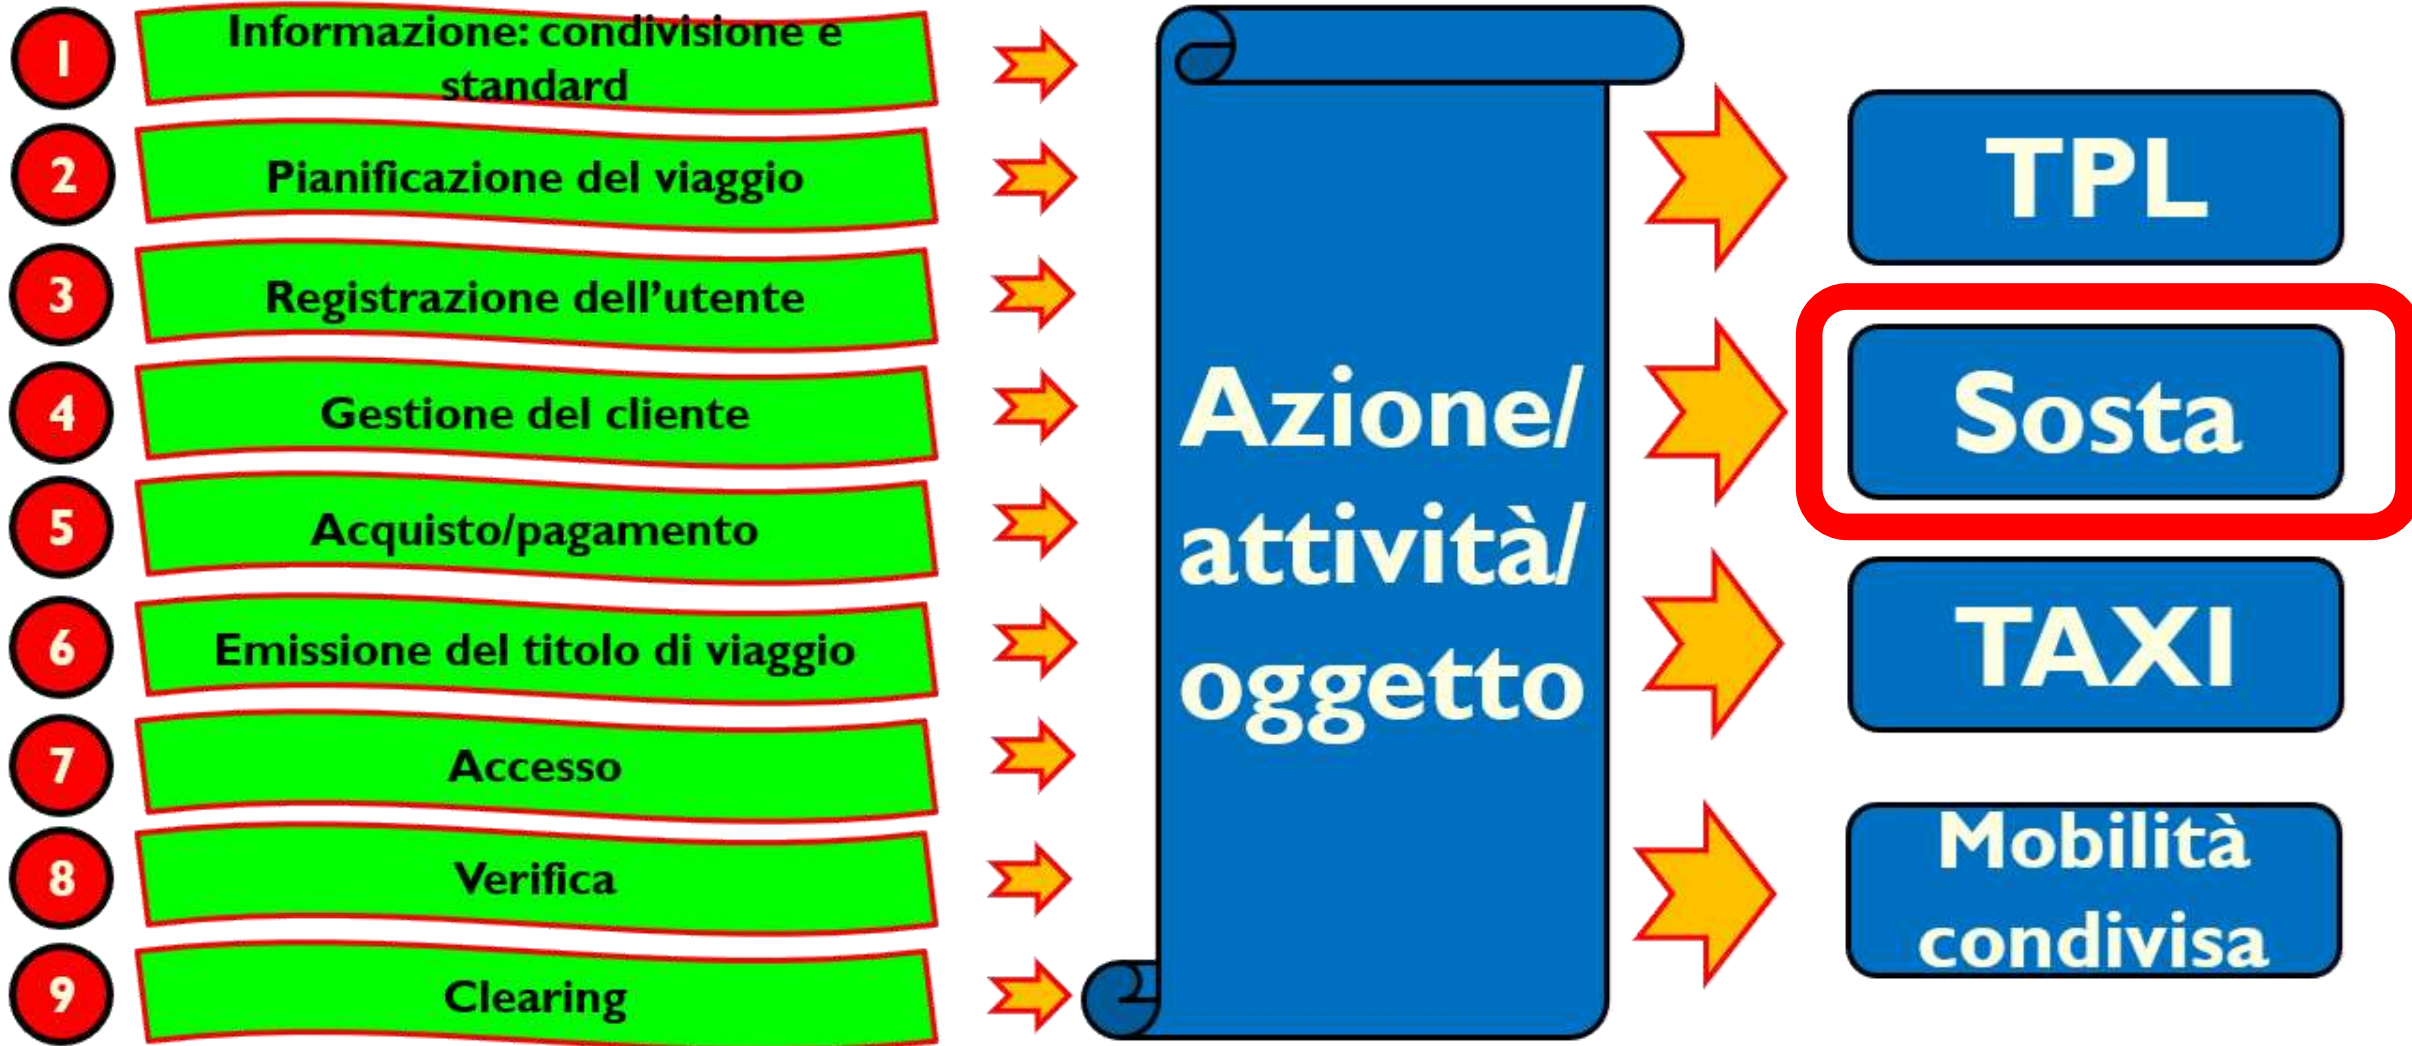 1
Informazione: condivisione e
standard
2
Pianificazione del viaggio
3
Registrazione dell’utente
4
Gestione del cliente
5
Acquisto/pagamento
6
Emissione del titolo di viaggio
7
Accesso
8
Verifica
9
Clearing
Azione/
attività/
oggetto
TPL
Sosta
TAXI
Mobilità
condivisa